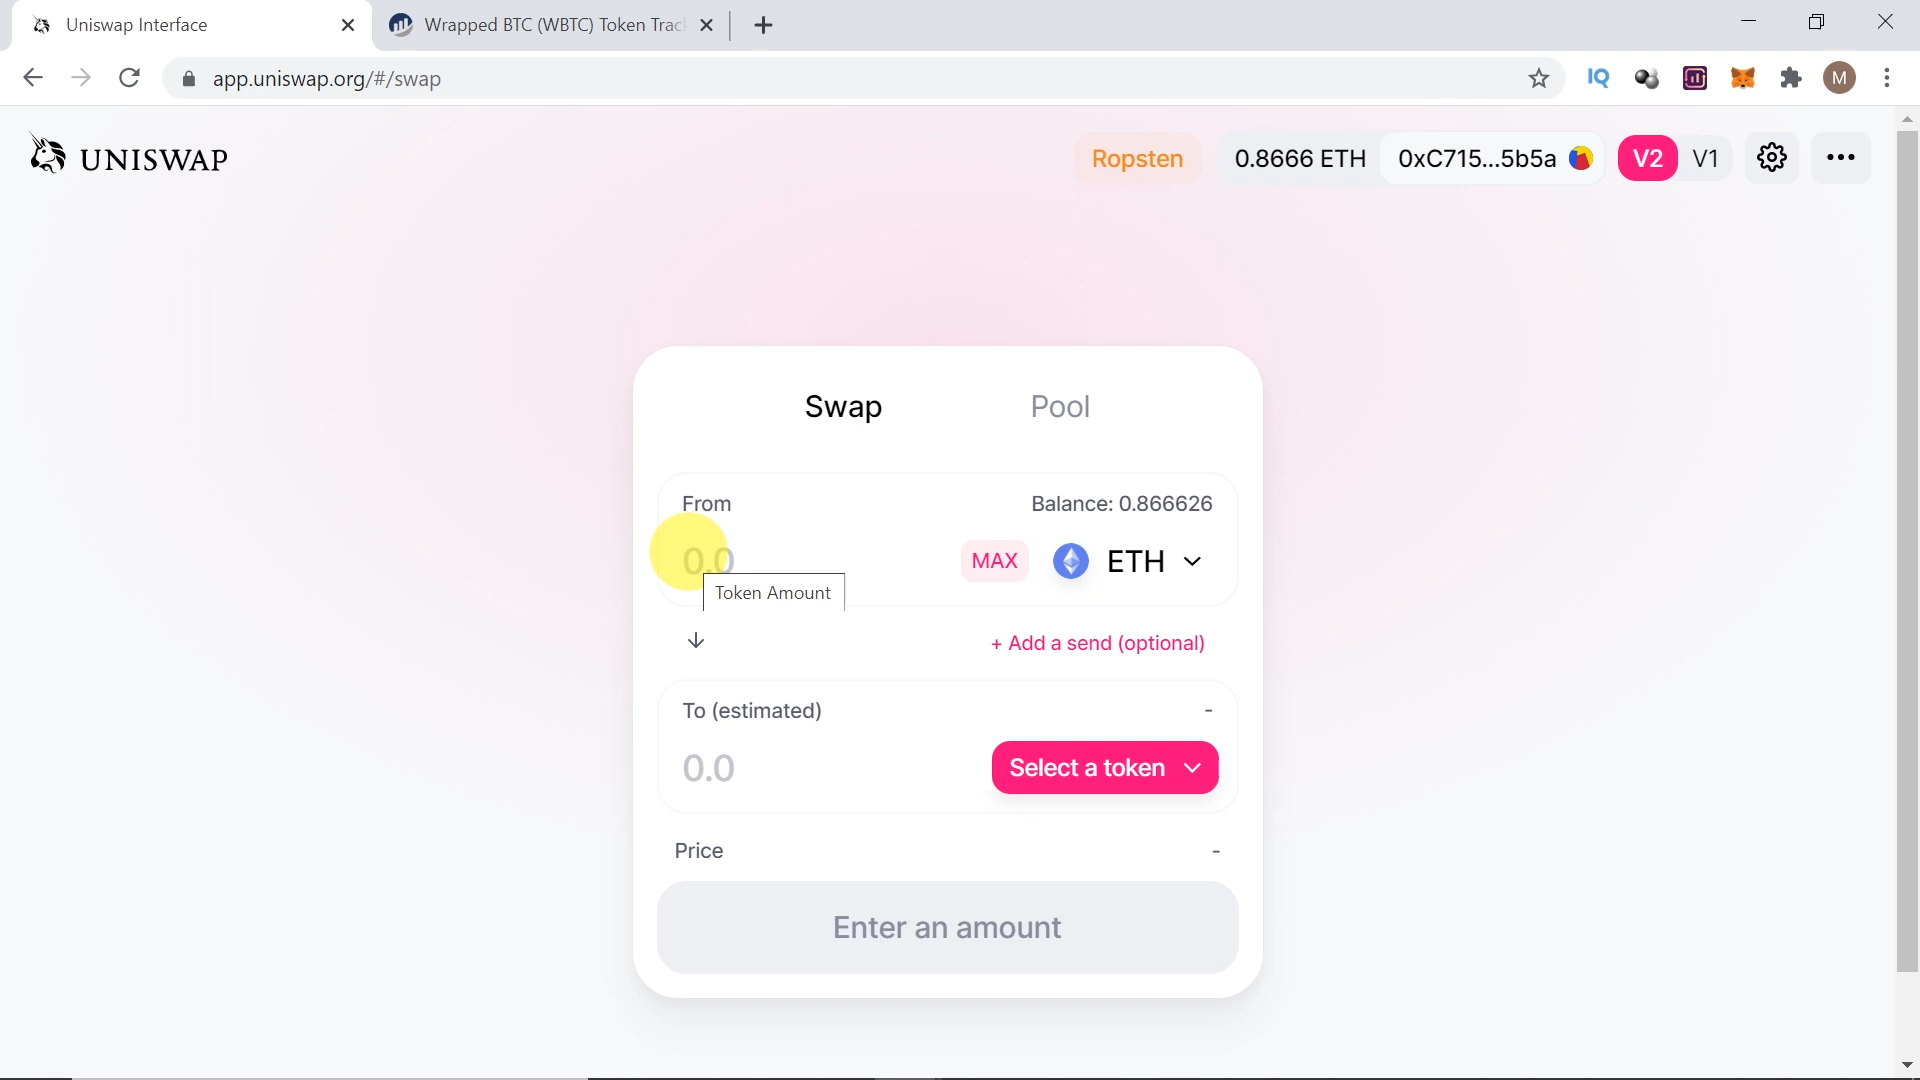 Uniswap Interface
Wrapped BTC (WBTC) Token Trac
app.uniswap.org/#/swap
IQ
M
UNISWAP
Ropsten
0.8666 ETH
0xC715...5b5a
V2
V1
Swap
Pool
From
Balance: 0.866626
0.0
MAX
ETH
Token Amount
+ Add a send (optional)
To (estimated)
-
0.0
Select a token
Price
-
Enter an amount